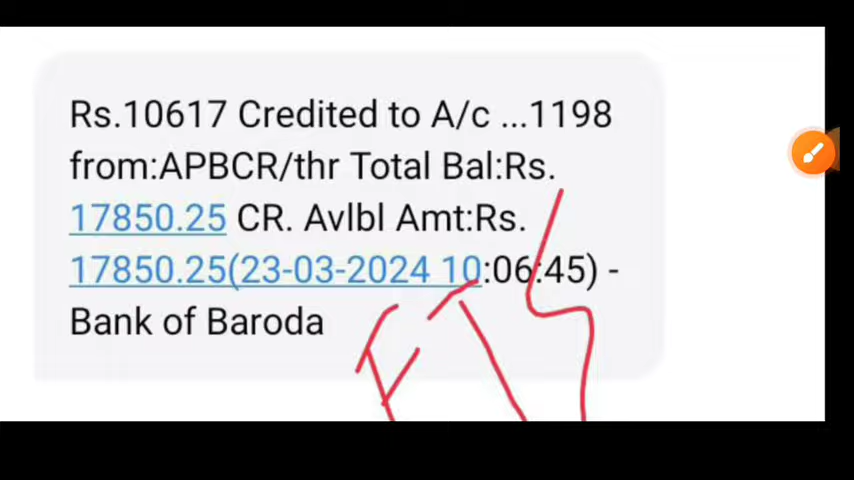 Rs.10617 Credited to A/c ...1198
from:APBCR/thr Total Bal:Rs.
17850.25 CR. Avlbl Amt:Rs.
17850.25(23-03-2024 10:06:45) -
Bank of Baroda